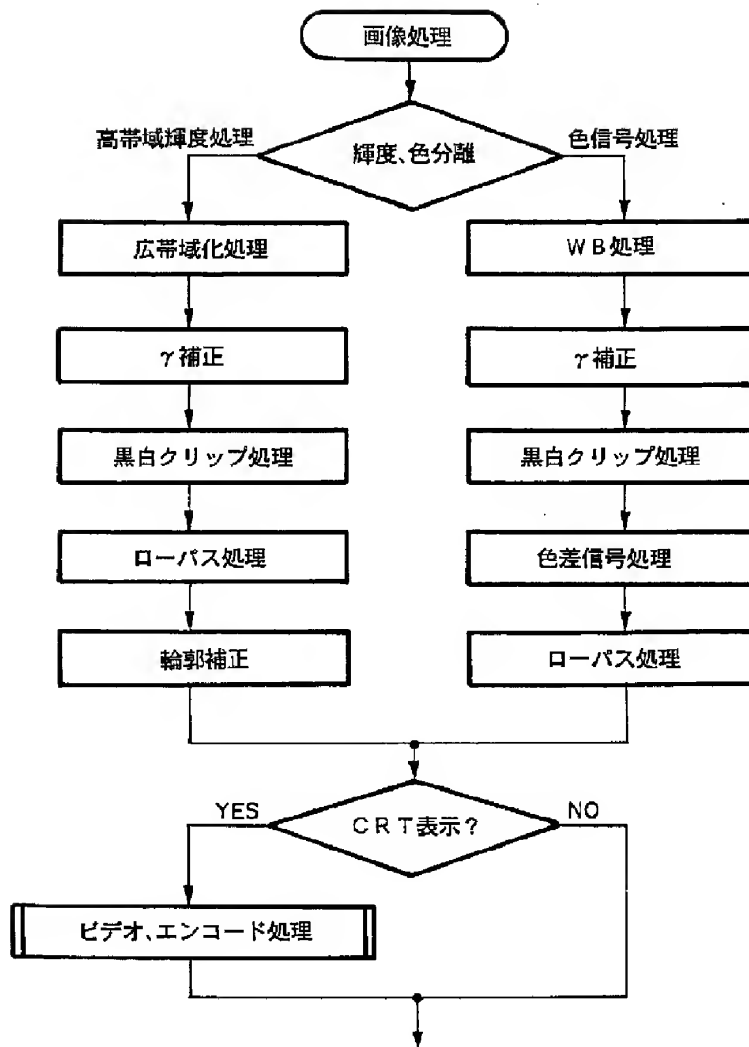 画像処理
高帯域輝度処理
輝度、色分離
色信号処理
広帯域化処理
WB処理
γ補正
γ補正
黒白クリップ処理
黒白クリップ処理
ローパス処理
色差信号処理
輪郭補正
ローパス処理
YES
CRT表示?
NO
ビデオ、エンコード処理